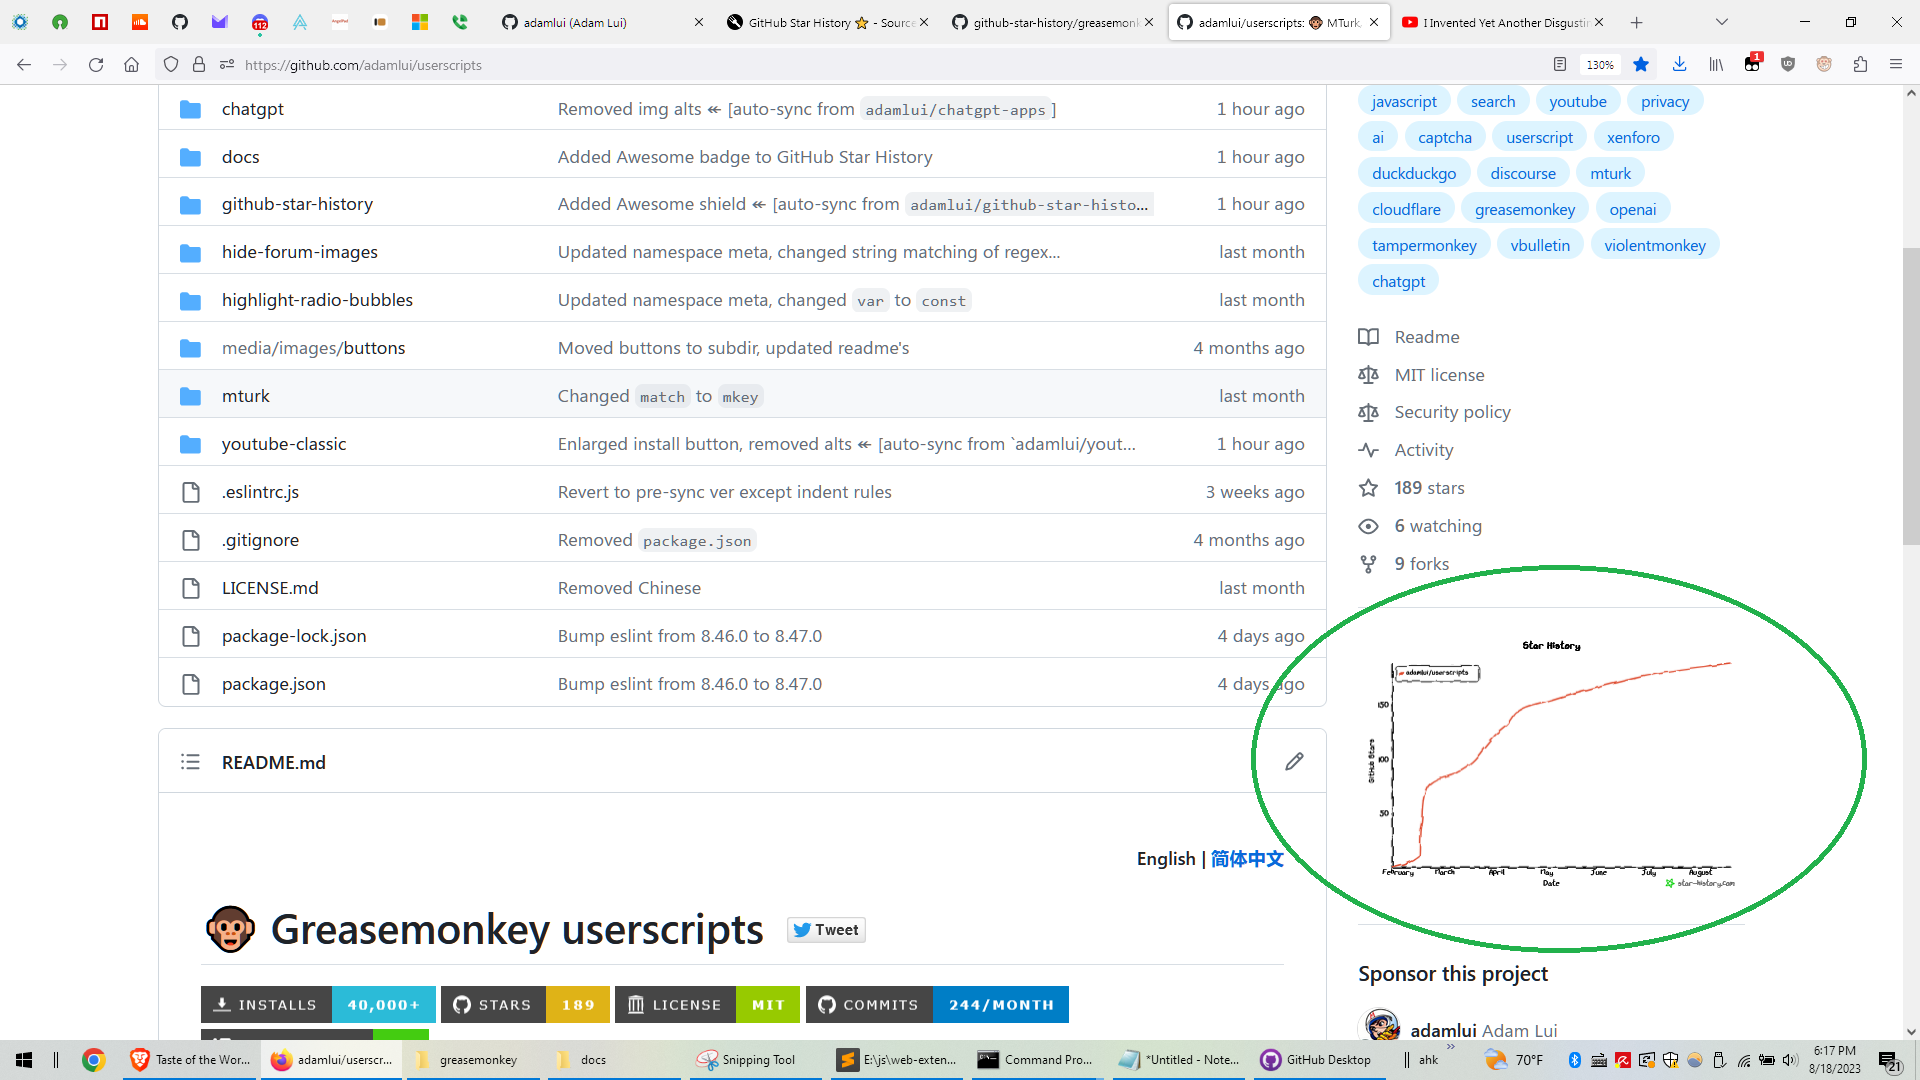 adamlui (Adam Lui)
GitHub Star History ⭐ - Source
github-star-history/greasemonk
adamlui/userscripts: 🐵 MTurk,
I Invented Yet Another Disgustin
https://github.com/adamlui/userscripts
130%
1
chatgpt Removed img alts ↞ [auto-sync from adamlui/chatgpt-apps ] 1 hour ago
docs Added Awesome badge to GitHub Star History 1 hour ago
github-star-history Added Awesome shield ↞ [auto-sync from adamlui/github-star-histo... 1 hour ago
hide-forum-images Updated namespace meta, changed string matching of regex... last month
highlight-radio-bubbles Updated namespace meta, changed var to const last month
media/images/buttons Moved buttons to subdir, updated readme's 4 months ago
mturk Changed match to mkey last month
youtube-classic Enlarged install button, removed alts ↞ [auto-sync from `adamlui/yout... 1 hour ago
.eslintrc.js Revert to pre-sync ver except indent rules 3 weeks ago
.gitignore Removed package.json 4 months ago
LICENSE.md Removed Chinese last month
package-lock.json Bump eslint from 8.46.0 to 8.47.0 4 days ago
package.json Bump eslint from 8.46.0 to 8.47.0 4 days ago
README.md
English | 简体中文
🐵 Greasemonkey userscripts Tweet
INSTALLS 40,000+ STARS 189 LICENSE MIT COMMITS 244/MONTH
javascript search youtube privacy
ai captcha userscript xenforo
duckduckgo discourse mturk
cloudflare greasemonkey openai
tampermonkey vbulletin violentmonkey
chatgpt
Readme
MIT license
Security policy
Activity
189 stars
6 watching
9 forks
Star History
adamlui/userscripts
150
100
50
GitHub Stars
February March April May June July August
Date
star-history.com
Sponsor this project
adamlui Adam Lui
Taste of the Wor...
adamlui/userscr...
greasemonkey
docs
Snipping Tool
E:\js\web-exten...
Command Pro...
*Untitled - Note...
GitHub Desktop
ahk
70°F
6:17 PM
8/18/2023
21